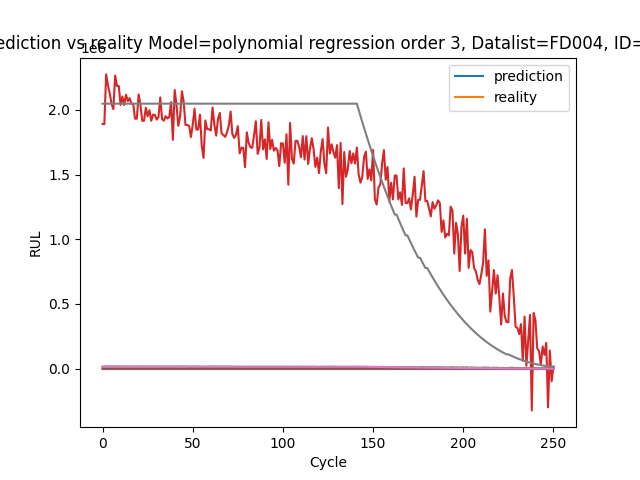 ediction vs reality Model=polynomial regression order 3, Datalist=FD004, ID=
1e6
prediction
reality
2.0
1.5
1.0
0.5
0.0
RUL
0 50 100 150 200 250
Cycle